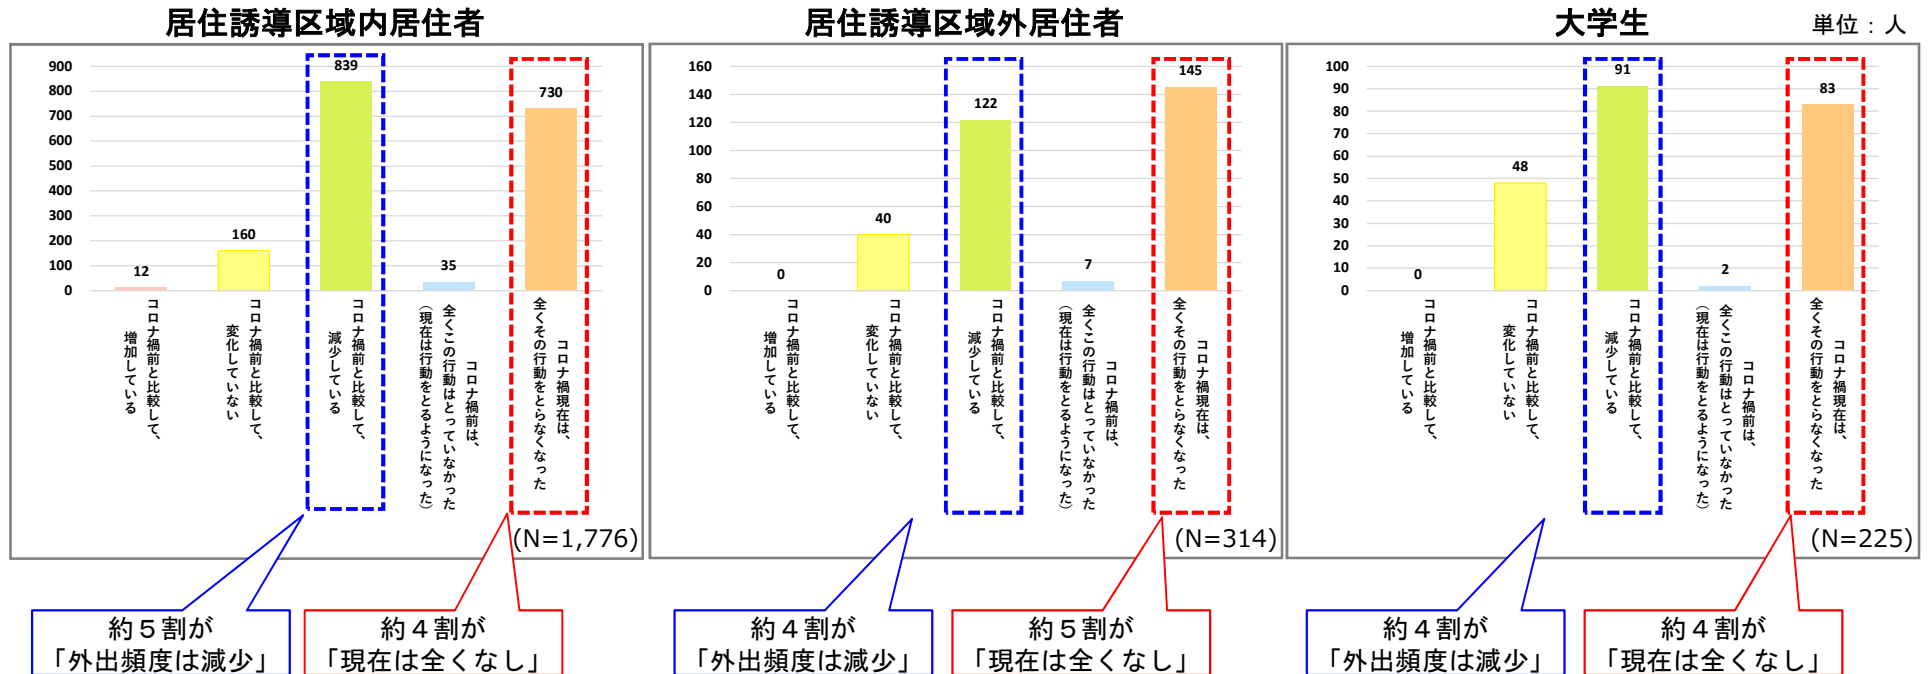 居住誘導区域内居住者
900
800
700
600
500
400
300
200
100
0
12
160
839
35
730
コロナ禍前と比較して、
増加している
コロナ禍前と比較して、
変化していない
コロナ禍前と比較して、
減少している
コロナ禍前は、
全くこの行動はとっていなかった
（現在は行動をとるようになった）
コロナ禍現在は、
全くその行動をとらなくなった
(N=1,776)
約５割が
「外出頻度は減少」
約４割が
「現在は全くなし」
居住誘導区域外居住者
160
140
120
100
80
60
40
20
0
0
40
122
7
145
コロナ禍前と比較して、
増加している
コロナ禍前と比較して、
変化していない
コロナ禍前と比較して、
減少している
コロナ禍前は、
全くこの行動はとっていなかった
（現在は行動をとるようになった）
コロナ禍現在は、
全くその行動をとらなくなった
(N=314)
約４割が
「外出頻度は減少」
約５割が
「現在は全くなし」
大学生
単位：人
100
90
80
70
60
50
40
30
20
10
0
0
48
91
2
83
コロナ禍前と比較して、
増加している
コロナ禍前と比較して、
変化していない
コロナ禍前と比較して、
減少している
コロナ禍前は、
全くこの行動はとっていなかった
（現在は行動をとるようになった）
コロナ禍現在は、
全くその行動をとらなくなった
(N=225)
約４割が
「外出頻度は減少」
約４割が
「現在は全くなし」